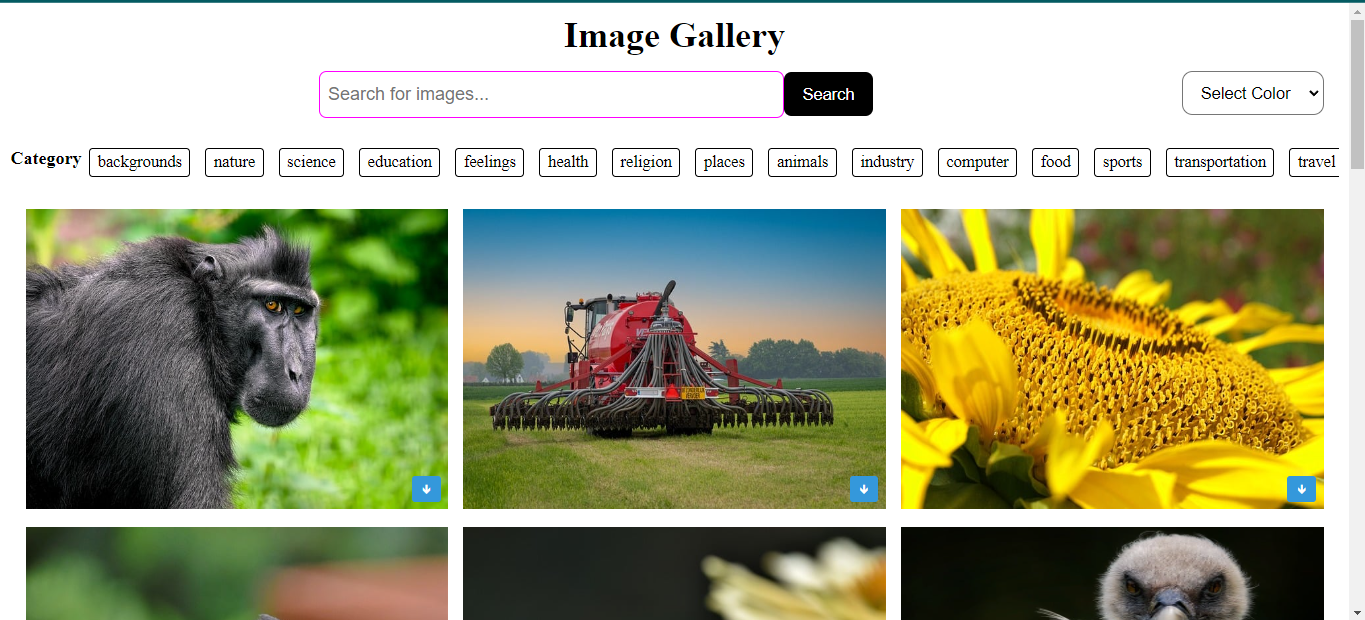 Image Gallery
Search for images... Search Select Color
Category backgrounds nature science education feelings health religion places animals industry computer food sports transportation travel